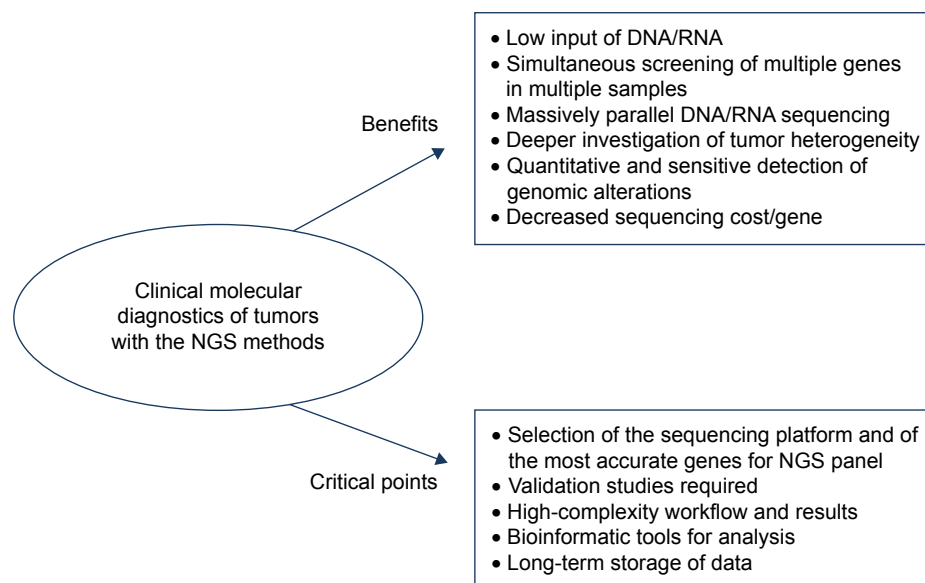 • Low input of DNA/RNA
• Simultaneous screening of multiple genes
in multiple samples
• Massively parallel DNA/RNA sequencing
• Deeper investigation of tumor heterogeneity
• Quantitative and sensitive detection of
genomic alterations
• Decreased sequencing cost/gene
Benefits
Clinical molecular
diagnostics of tumors
with the NGS methods
Critical points
• Selection of the sequencing platform and of
the most accurate genes for NGS panel
• Validation studies required
• High-complexity workflow and results
• Bioinformatic tools for analysis
• Long-term storage of data